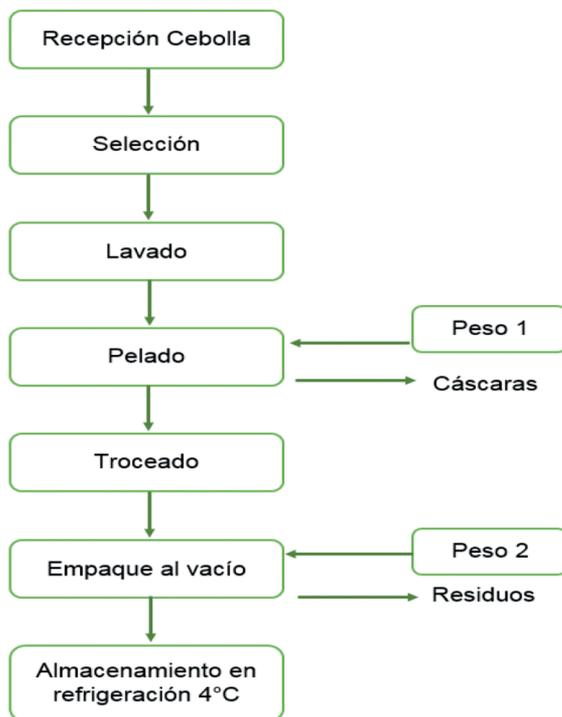 Recepción Cebolla
Selección
Lavado
Pelado
Peso 1
Cáscaras
Troceado
Empaque al vacío
Peso 2
Residuos
Almacenamiento en
refrigeración 4°C